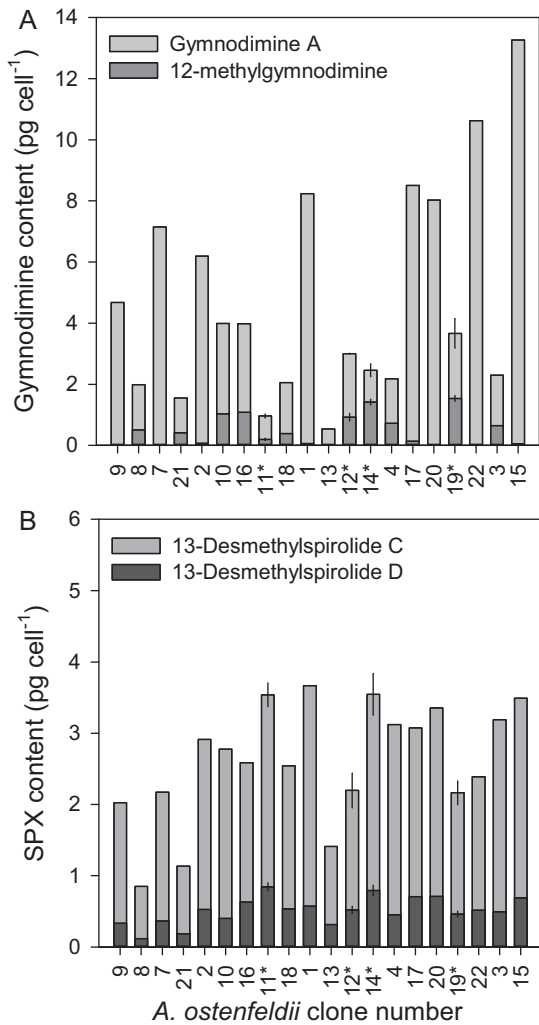 A
14
12
10
8
6
4
2
0
Gymnodimine content (pg cell⁻¹)
Gymnodimine A
12-methylgymnodimine
9 8 7 21 2 10 16 11* 18 1 13 12* 14* 4 17 20 19* 22 3 15
B
6
5
4
3
2
1
0
SPX content (pg cell⁻¹)
13-Desmethylspirolide C
13-Desmethylspirolide D
9 8 7 21 2 10 16 11* 18 1 13 12* 14* 4 17 20 19* 22 3 15
A. ostenfeldii clone number